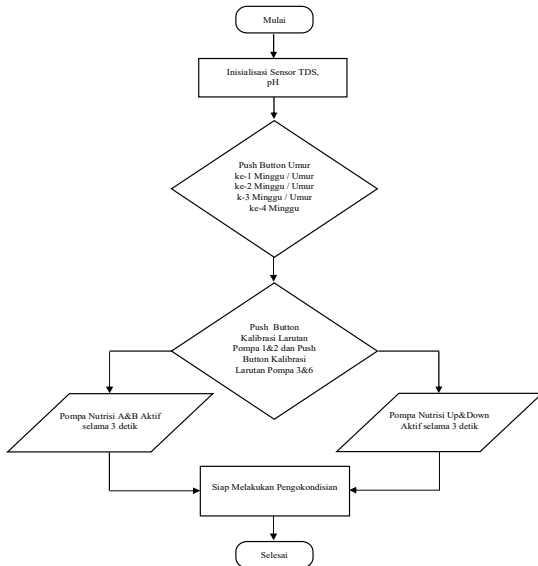 Mulai
Inisialisasi Sensor TDS,
pH
Push Button Umur
ke-1 Minggu / Umur
ke-2 Minggu / Umur
k-3 Minggu / Umur
ke-4 Minggu
Push Button
Kalibrasi Larutan
Pompa 1&2 dan Push
Button Kalibrasi
Larutan Pompa 3&6
Pompa Nutrisi A&B Aktif
selama 3 detik
Pompa Nutrisi Up&Down
Aktif selama 3 detik
Siap Melakukan Pengokondisian
Selesai